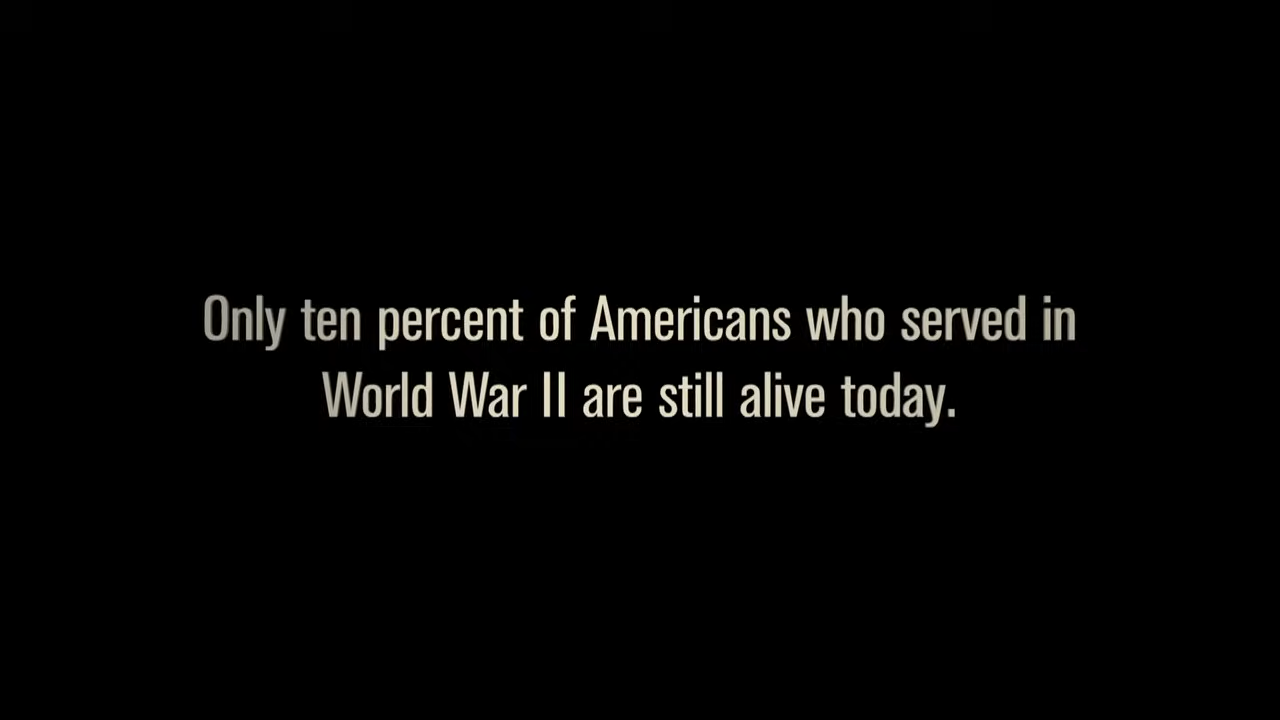 Only ten percent of Americans who served in
World War II are still alive today.